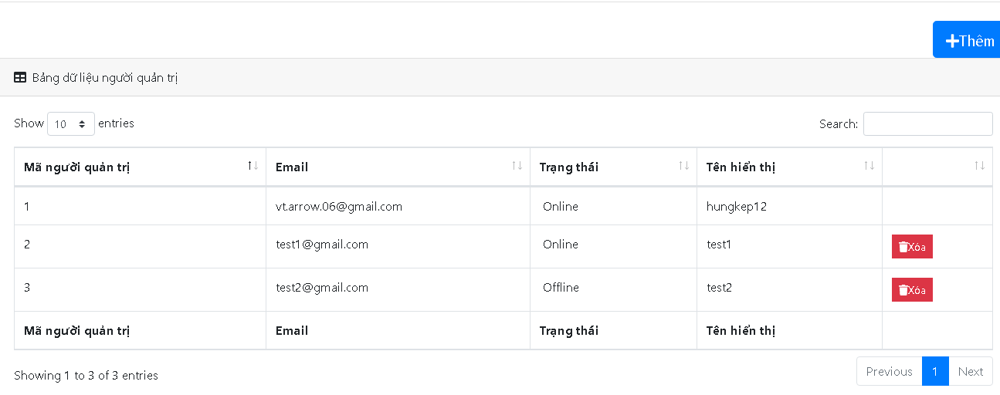 Thêm
Bảng dữ liệu người quản trị
Show 10 entries Search:
Mã người quản trị Email Trạng thái Tên hiển thị
1 vt.arrow.06@gmail.com Online hungkep12
2 test1@gmail.com Online test1 Xóa
3 test2@gmail.com Offline test2 Xóa
Mã người quản trị Email Trạng thái Tên hiển thị
Showing 1 to 3 of 3 entries Previous 1 Next